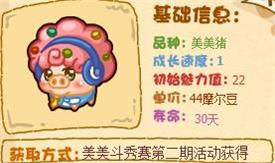 基础信息:
品种: 美美猪
成长速度: 1
初始魅力值: 22
单价: 44摩尔豆
寿命: 30天
获取方式: 美美斗秀赛第二期活动获得